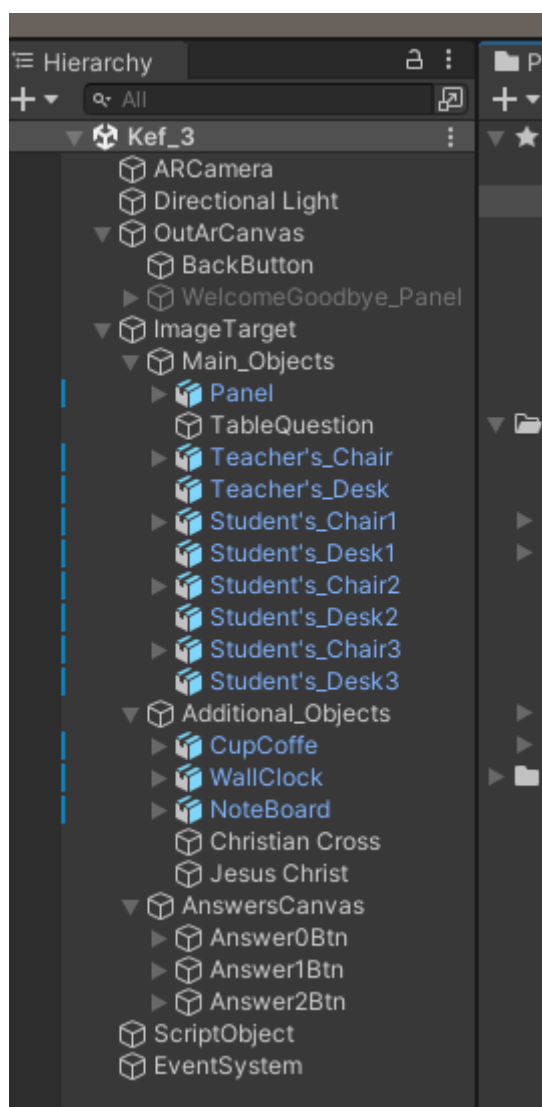 Hierarchy
P
All
Kef_3
ARCamera
Directional Light
OutArCanvas
BackButton
WelcomeGoodbye_Panel
ImageTarget
Main_Objects
Panel
TableQuestion
Teacher's_Chair
Teacher's_Desk
Student's_Chair1
Student's_Desk1
Student's_Chair2
Student's_Desk2
Student's_Chair3
Student's_Desk3
Additional_Objects
CupCoffe
WallClock
NoteBoard
Christian Cross
Jesus Christ
AnswersCanvas
Answer0Btn
Answer1Btn
Answer2Btn
ScriptObject
EventSystem